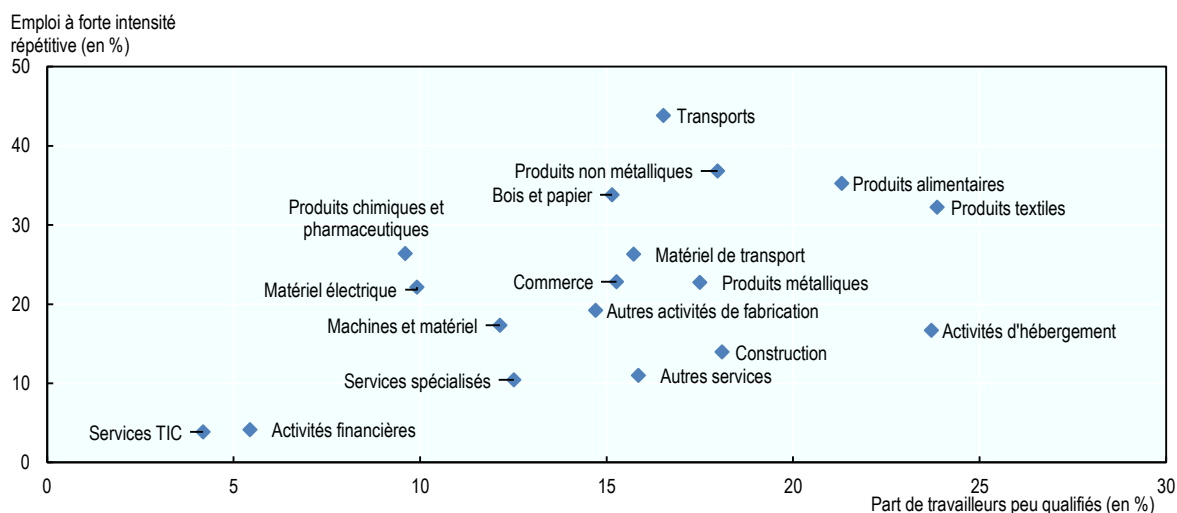 Emploi à forte intensité
répétitive (en %)
50
40
30
20
10
0
Transports
Produits non métalliques
Produits alimentaires
Bois et papier
Produits textiles
Produits chimiques et
pharmaceutiques
Matériel de transport
Commerce
Produits métalliques
Matériel électrique
Autres activités de fabrication
Machines et matériel
Activités d'hébergement
Construction
Services spécialisés
Autres services
Services TIC
Activités financières
0 5 10 15 20 25 30
Part de travailleurs peu qualifiés (en %)